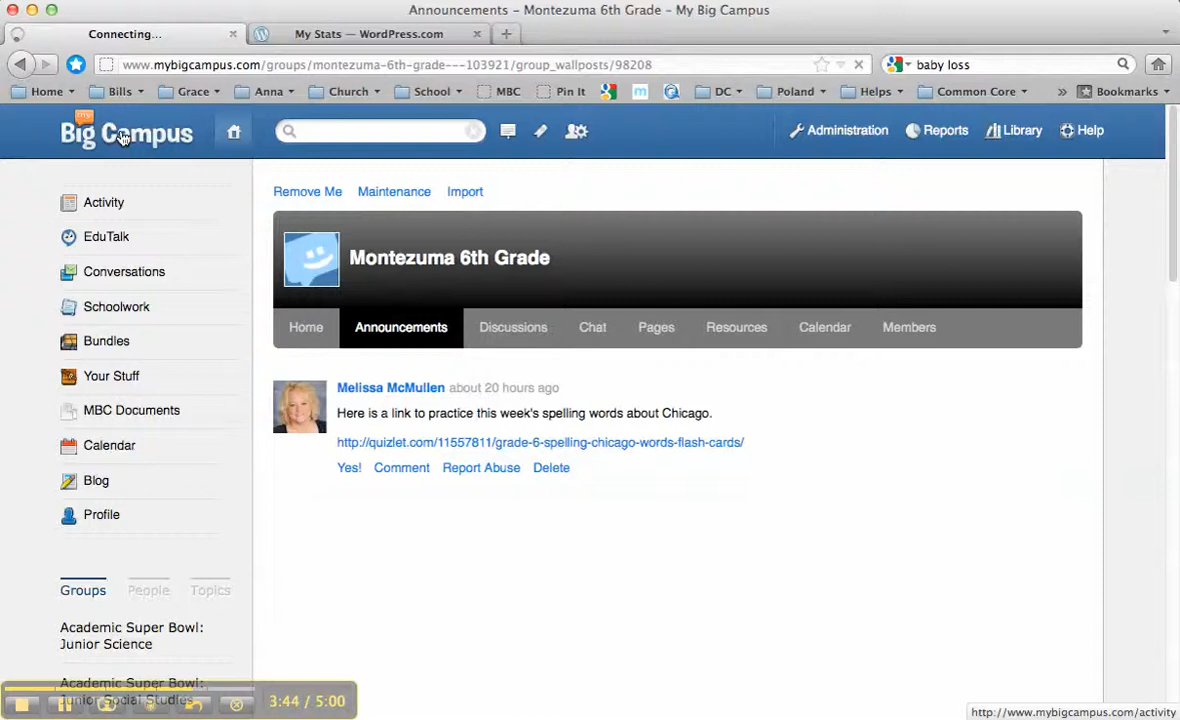 Announcements - Montezuma 6th Grade - My Big Campus
Connecting... My Stats — WordPress.com
www.mybigcampus.com/groups/montezuma-6th-grade---103921/group_wallposts/98208 baby loss
Home Bills Grace Anna Church School MBC Pin It DC Poland Helps Common Core » Bookmarks
my
Big Campus Administration Reports Library Help
Activity
EduTalk
Conversations
Schoolwork
Bundles
Your Stuff
MBC Documents
Calendar
Blog
Profile
Groups People Topics
Academic Super Bowl:
Junior Science
Academic Super Bowl:
Junior Social Studies
Remove Me Maintenance Import
Montezuma 6th Grade
Home Announcements Discussions Chat Pages Resources Calendar Members
Melissa McMullen about 20 hours ago
Here is a link to practice this week's spelling words about Chicago.
http://quizlet.com/11557811/grade-6-spelling-chicago-words-flash-cards/
Yes! Comment Report Abuse Delete
3:44 / 5:00
http://www.mybigcampus.com/activity